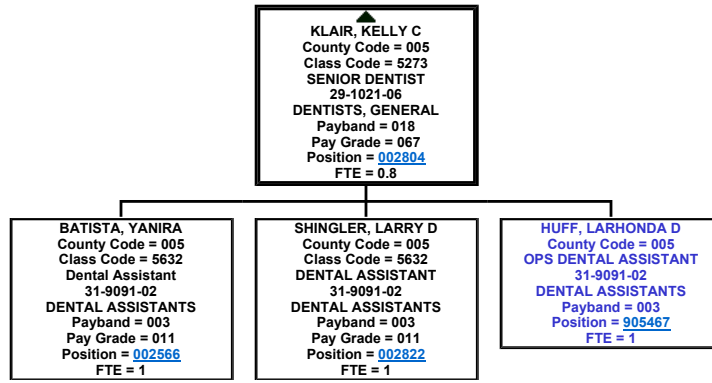 KLAIR, KELLY C
County Code = 005
Class Code = 5273
SENIOR DENTIST
29-1021-06
DENTISTS, GENERAL
Payband = 018
Pay Grade = 067
Position = 002804
FTE = 0.8
BATISTA, YANIRA
County Code = 005
Class Code = 5632
Dental Assistant
31-9091-02
DENTAL ASSISTANTS
Payband = 003
Pay Grade = 011
Position = 002566
FTE = 1
SHINGLER, LARRY D
County Code = 005
Class Code = 5632
DENTAL ASSISTANT
31-9091-02
DENTAL ASSISTANTS
Payband = 003
Pay Grade = 011
Position = 002822
FTE = 1
HUFF, LARHONDA D
County Code = 005
OPS DENTAL ASSISTANT
31-9091-02
DENTAL ASSISTANTS
Payband = 003
Position = 905467
FTE = 1